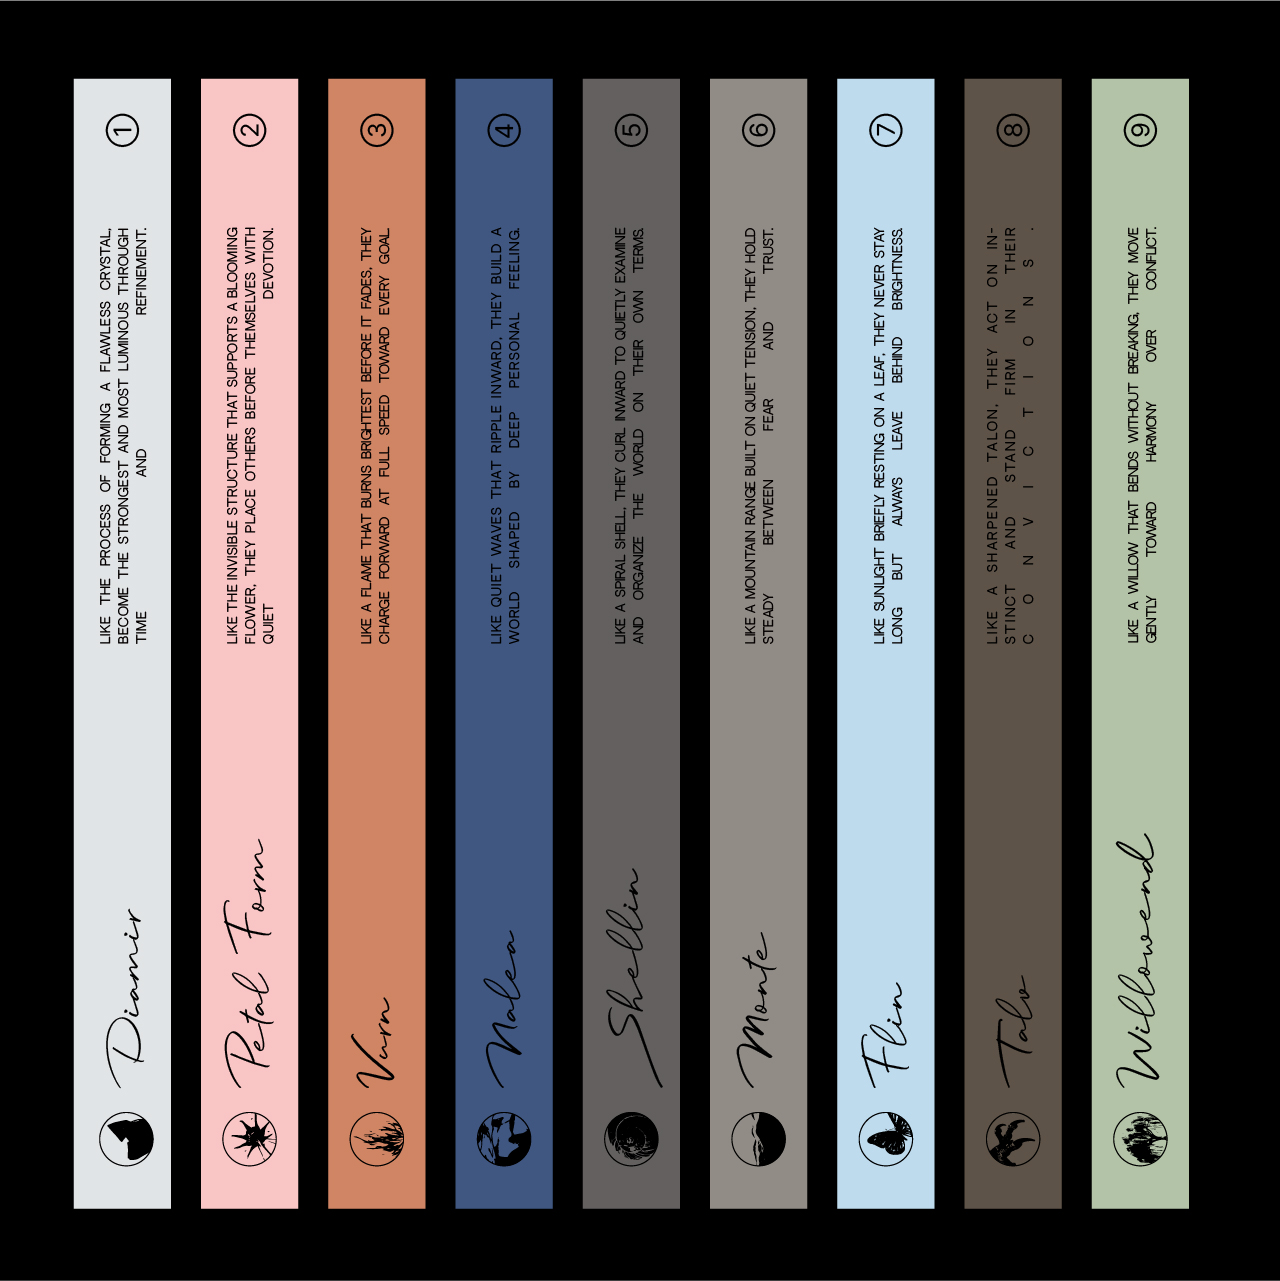 1
LIKE THE PROCESS OF FORMING A FLAWLESS CRYSTAL,
BECOME THE STRONGEST AND MOST LUMINOUS THROUGH
TIME AND REFINEMENT.
Diamir
2
LIKE THE INVISIBLE STRUCTURE THAT SUPPORTS A BLOOMING
FLOWER, THEY PLACE OTHERS BEFORE THEMSELVES WITH
QUIET DEVOTION.
Petal Form
3
LIKE A FLAME THAT BURNS BRIGHTEST BEFORE IT FADES, THEY
CHARGE FORWARD AT FULL SPEED TOWARD EVERY GOAL
Vurn
4
LIKE QUIET WAVES THAT RIPPLE INWARD, THEY BUILD A
WORLD SHAPED BY DEEP PERSONAL FEELING.
Nalea
5
LIKE A SPIRAL SHELL, THEY CURL INWARD TO QUIETLY EXAMINE
AND ORGANIZE THE WORLD ON THEIR OWN TERMS.
Shellin
6
LIKE A MOUNTAIN RANGE BUILT ON QUIET TENSION, THEY HOLD
STEADY BETWEEN FEAR AND TRUST.
Monte
7
LIKE SUNLIGHT BRIEFLY RESTING ON A LEAF, THEY NEVER STAY
LONG BUT ALWAYS LEAVE BEHIND BRIGHTNESS.
Flin
8
LIKE A SHARPENED TALON, THEY ACT ON IN-
STINCT AND STAND FIRM IN THEIR
CONVICTIONS.
Talv
9
LIKE A WILLOW THAT BENDS WITHOUT BREAKING, THEY MOVE
GENTLY TOWARD HARMONY OVER CONFLICT.
Willowend